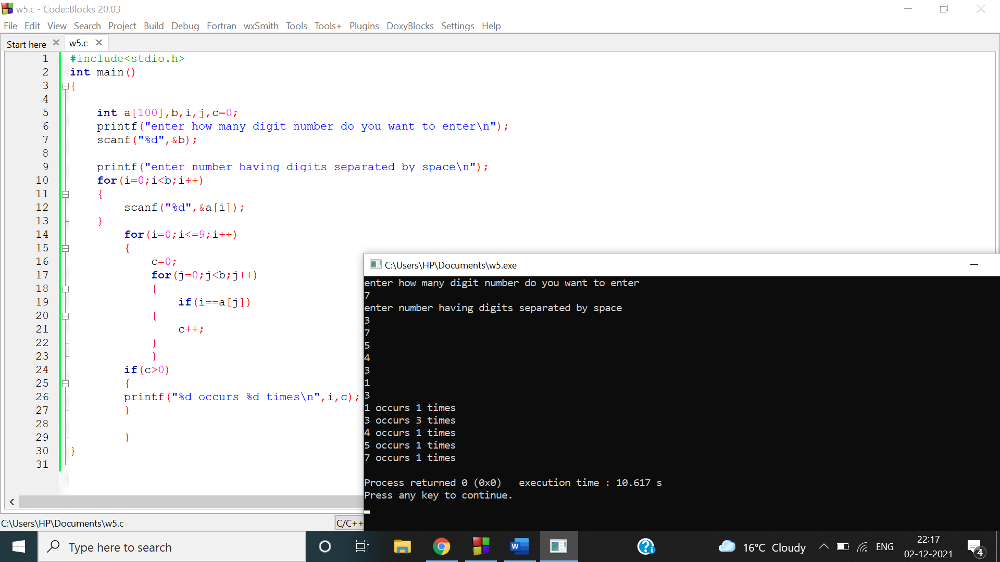 w5.c - Code::Blocks 20.03
File Edit View Search Project Build Debug Fortran wxSmith Tools Tools+ Plugins DoxyBlocks Settings Help
Start here w5.c
1 #include<stdio.h>
2 int main()
3 {
4
5 int a[100],b,i,j,c=0;
6 printf("enter how many digit number do you want to enter\n");
7 scanf("%d",&b);
8
9 printf("enter number having digits separated by space\n");
10 for(i=0;i<b;i++)
11 {
12 scanf("%d",&a[i]);
13 }
14 for(i=0;i<=9;i++)
15 {
16 c=0;
17 for(j=0;j<b;j++)
18 {
19 if(i==a[j])
20 {
21 c++;
22 }
23 }
24 if(c>0)
25 {
26 printf("%d occurs %d times\n",i,c);
27 }
28
29 }
30 }
31
C:\Users\HP\Documents\w5.exe
enter how many digit number do you want to enter
7
enter number having digits separated by space
3
7
5
4
3
1
3
1 occurs 1 times
3 occurs 3 times
4 occurs 1 times
5 occurs 1 times
7 occurs 1 times
Process returned 0 (0x0) execution time : 10.617 s
Press any key to continue.
C:\Users\HP\Documents\w5.c C/C++
Type here to search
W
?
i
16°C Cloudy ENG
22:17
02-12-2021
4